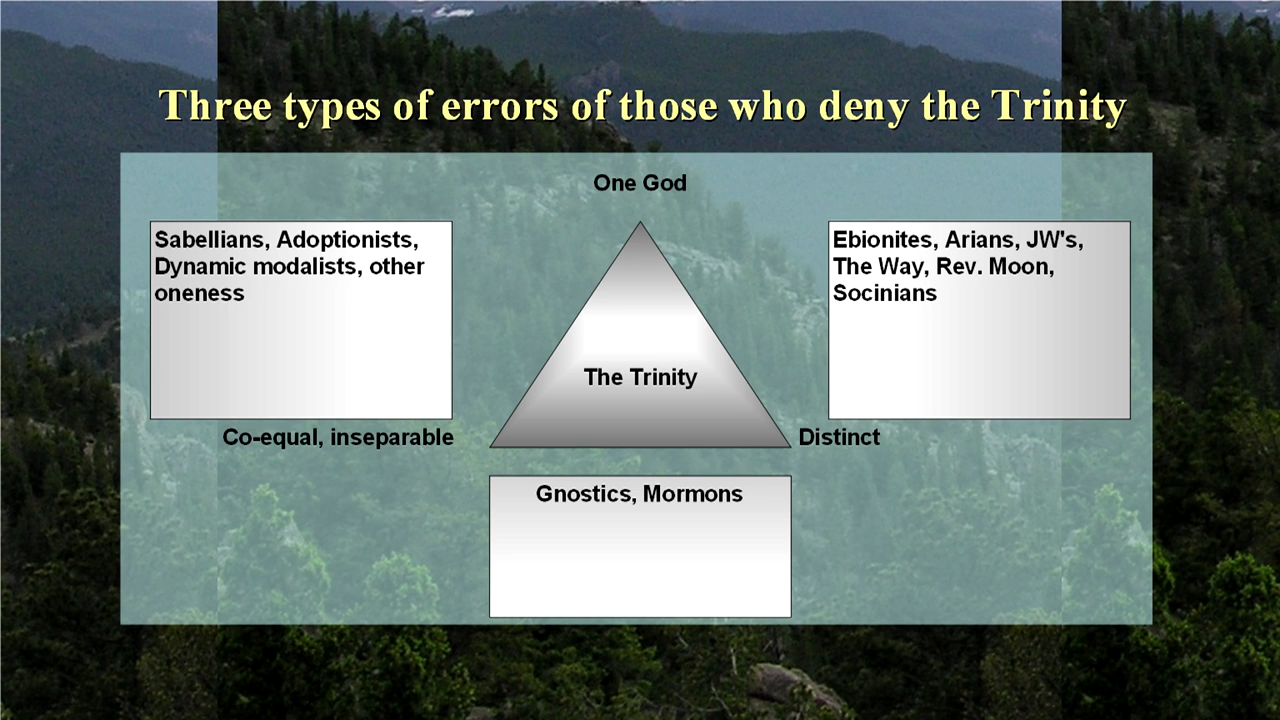 Three types of errors of those who deny the Trinity
One God
Sabellians, Adoptionists,
Dynamic modalists, other
oneness
Ebionites, Arians, JW's,
The Way, Rev. Moon,
Socinians
The Trinity
Co-equal, inseparable
Distinct
Gnostics, Mormons